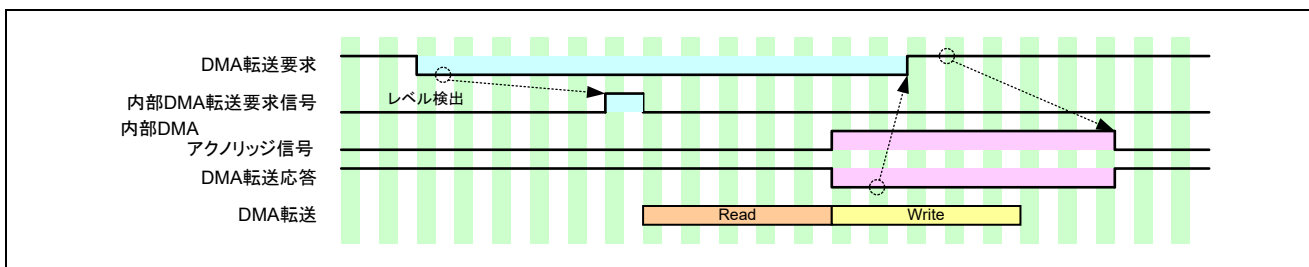 DMA転送要求
レベル検出
内部DMA転送要求信号
内部DMA
アクノリッジ信号
DMA転送応答
DMA転送
Read
Write